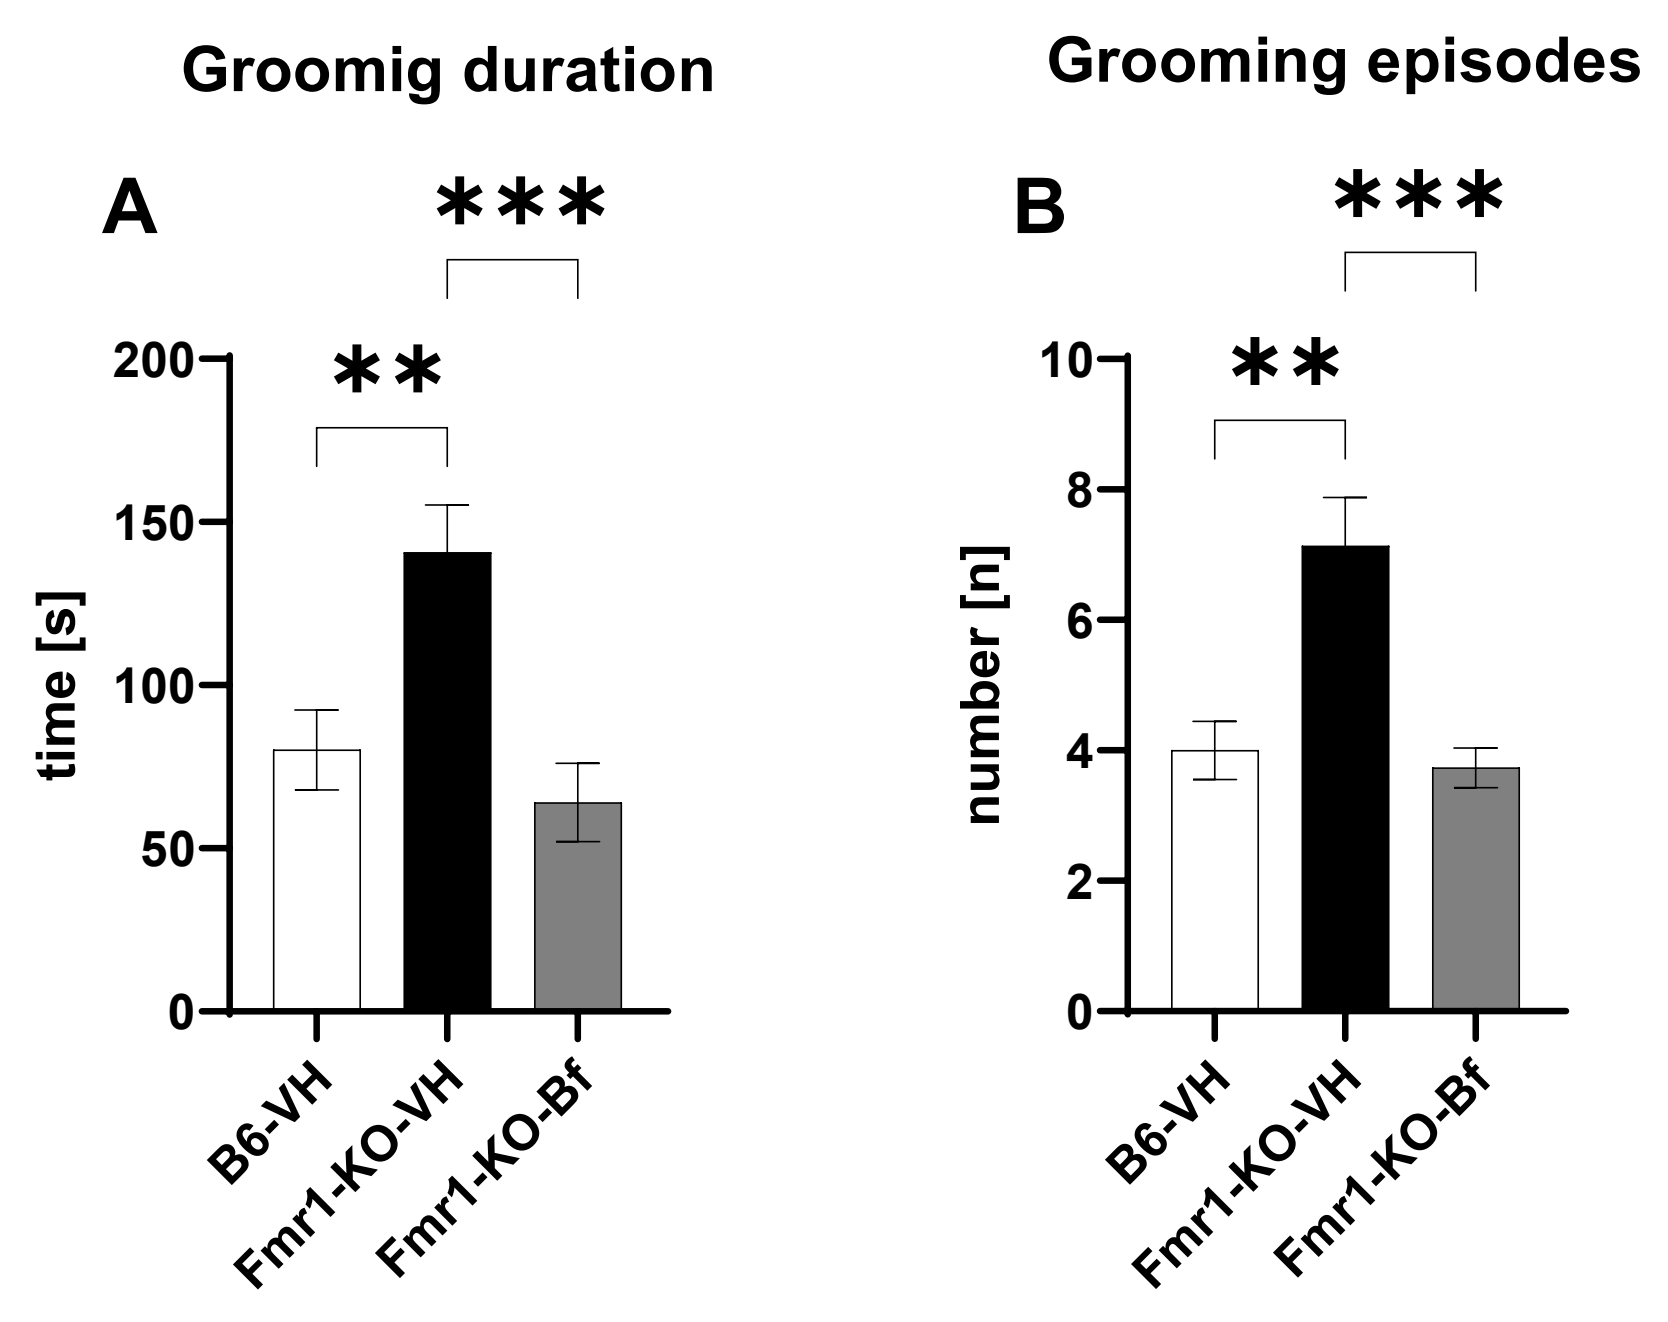 Groomig duration
A
***
**
200
150
100
50
0
time [s]
B6-VH
Fmr1-KO-VH
Fmr1-KO-Bf
Grooming episodes
B
***
**
10
8
6
4
2
0
number [n]
B6-VH
Fmr1-KO-VH
Fmr1-KO-Bf